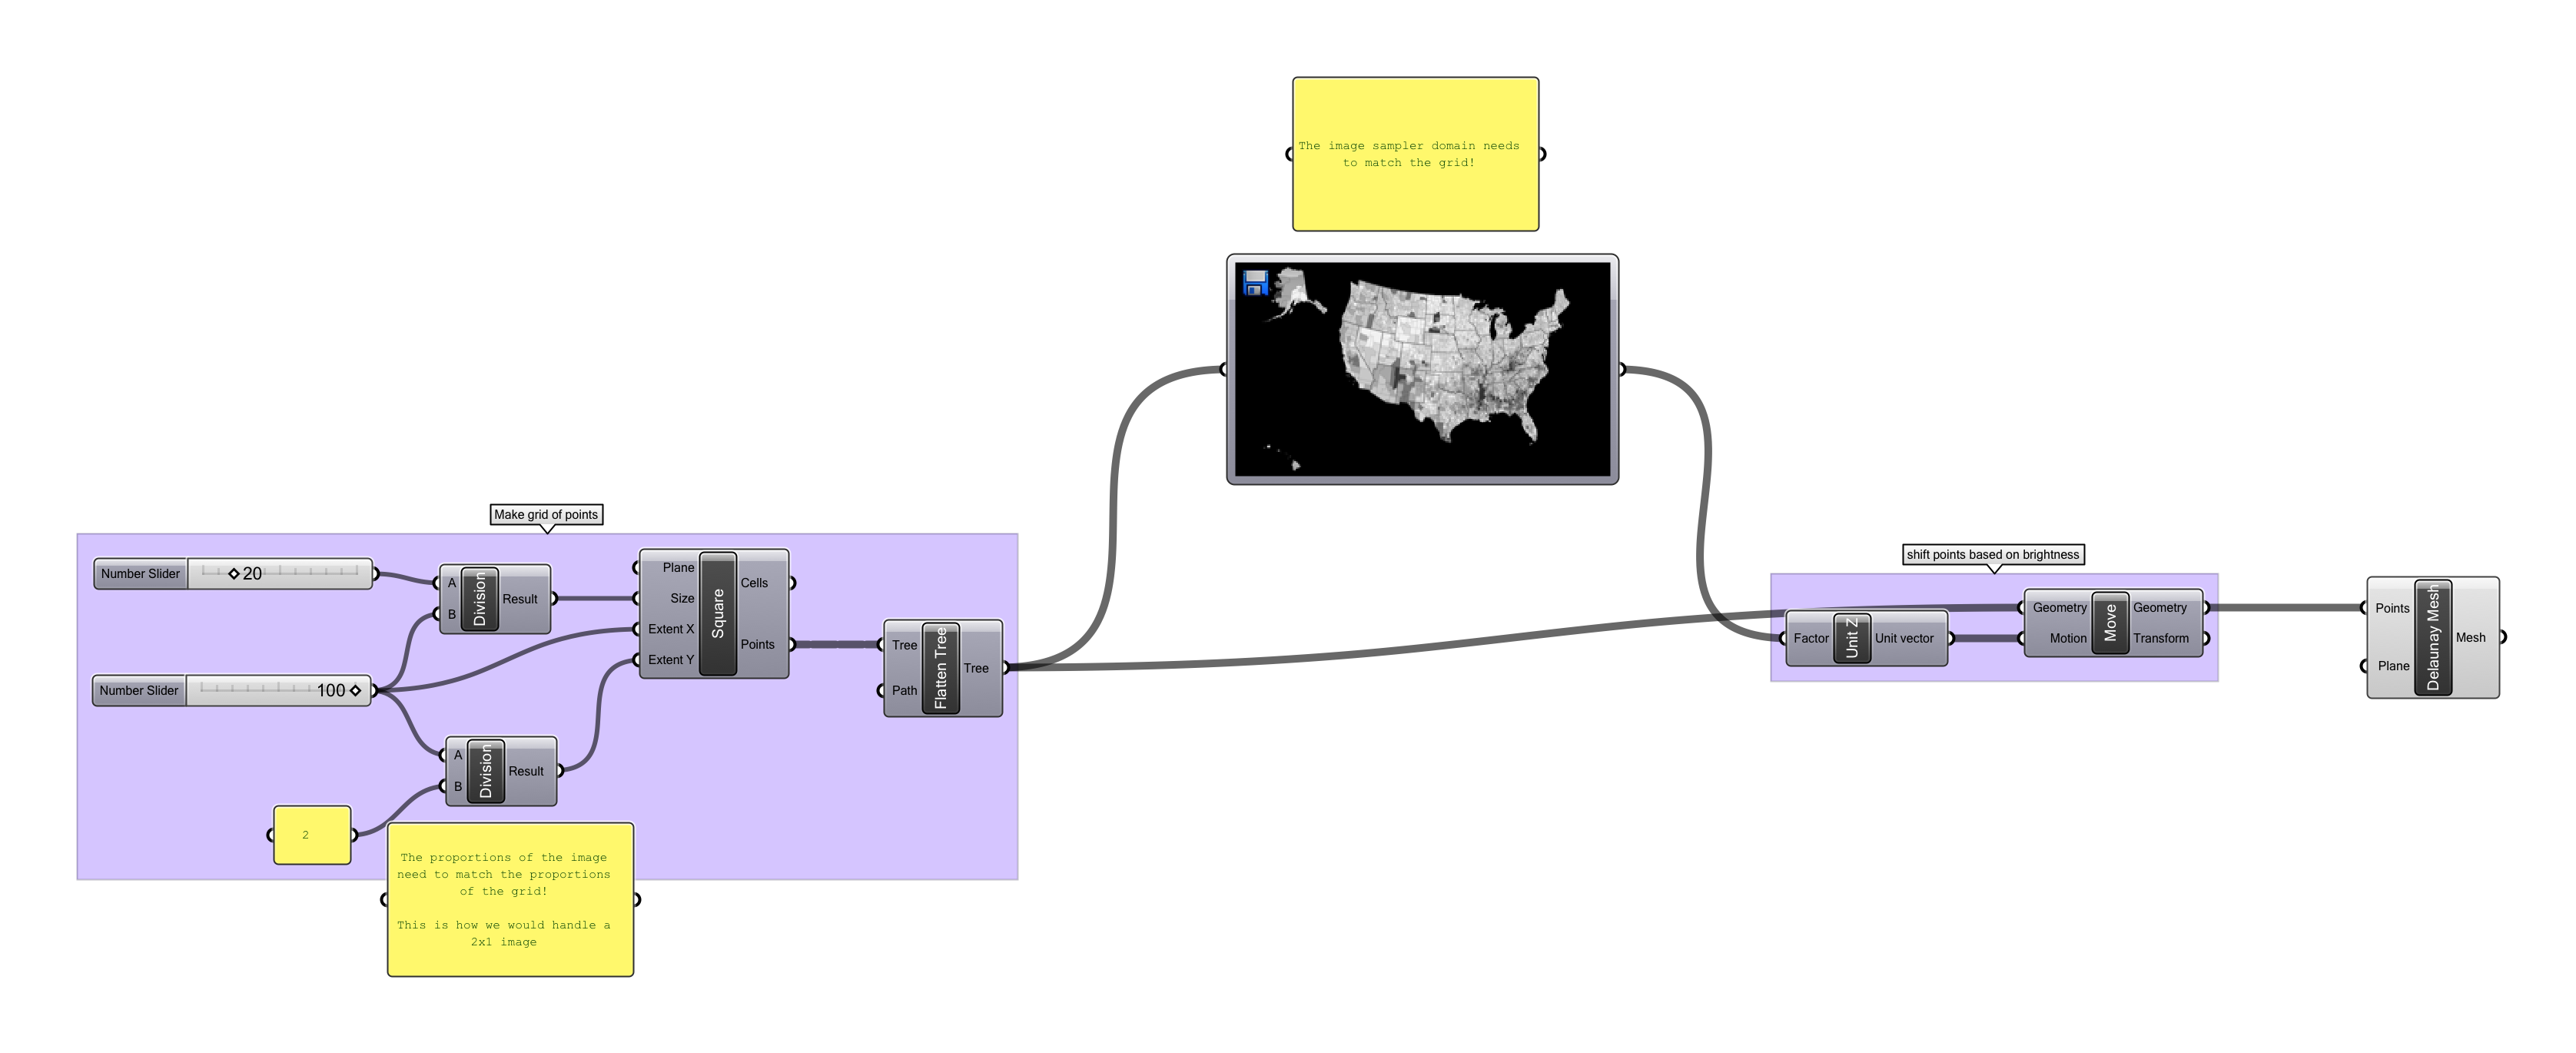 The image sampler domain needs
to match the grid!
Make grid of points
Number Slider
20
A
B
Division
Result
Plane
Size
Extent X
Extent Y
Square
Cells
Points
Tree
Path
Flatten Tree
Tree
Number Slider
100
A
B
Division
Result
2
The proportions of the image
need to match the proportions
of the grid!
This is how we would handle a
2x1 image
shift points based on brightness
Factor
Unit Z
Unit vector
Geometry
Motion
Move
Geometry
Transform
Points
Plane
Delaunay Mesh
Mesh